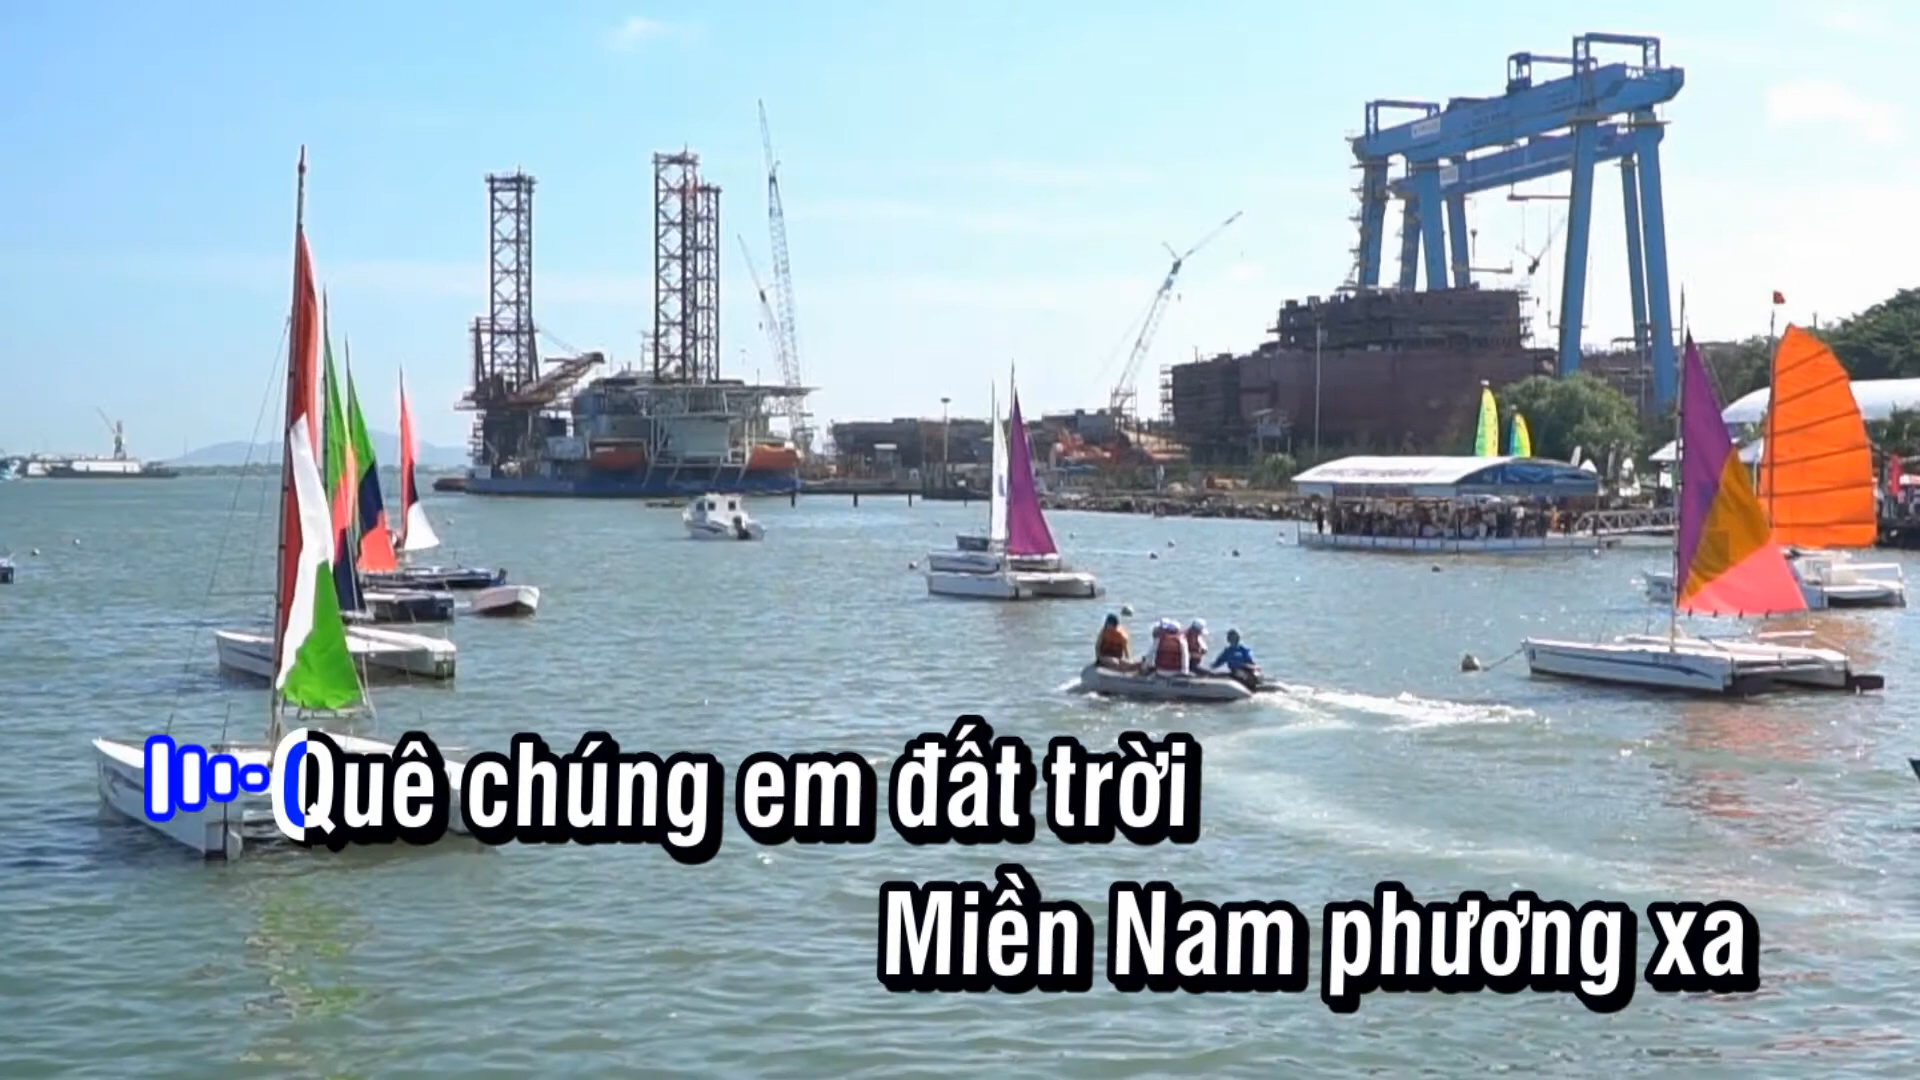 Quê chúng em đất trời
Miền Nam phương xa